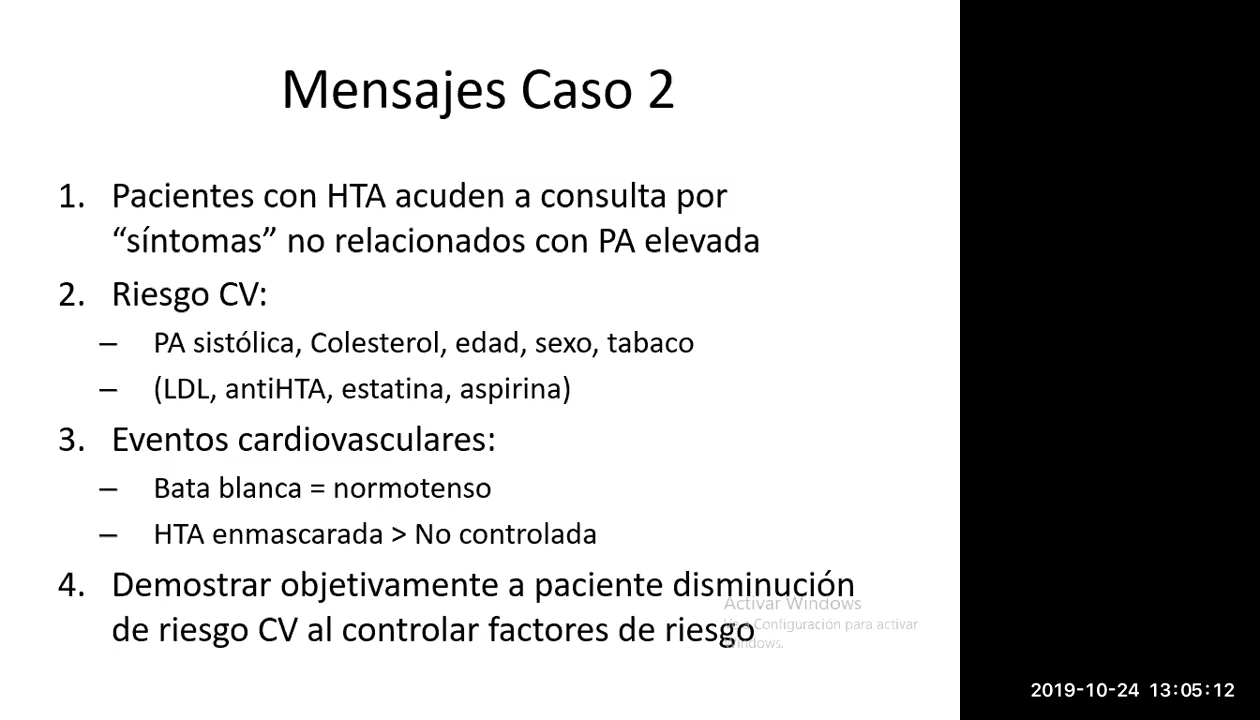 Mensajes Caso 2
1. Pacientes con HTA acuden a consulta por
“síntomas” no relacionados con PA elevada
2. Riesgo CV:
– PA sistólica, Colesterol, edad, sexo, tabaco
– (LDL, antiHTA, estatina, aspirina)
3. Eventos cardiovasculares:
– Bata blanca = normotenso
– HTA enmascarada > No controlada
4. Demostrar objetivamente a paciente disminución
de riesgo CV al controlar factores de riesgo
Activar Windows
Ve a Configuración para activar
Windows.
2019-10-24 13:05:12